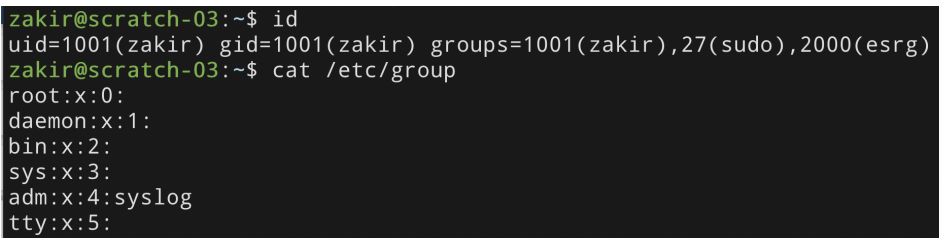 zakir@scratch-03:~$ id
uid=1001(zakir) gid=1001(zakir) groups=1001(zakir),27(sudo),2000(esrg)
zakir@scratch-03:~$ cat /etc/group
root:x:0:
daemon:x:1:
bin:x:2:
sys:x:3:
adm:x:4:syslog
tty:x:5: